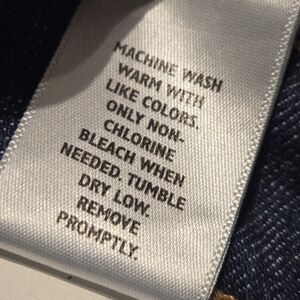 MACHINE WASH
WARM WITH
LIKE COLORS.
ONLY NON-
CHLORINE
BLEACH WHEN
NEEDED. TUMBLE
DRY LOW.
REMOVE
PROMPTLY.